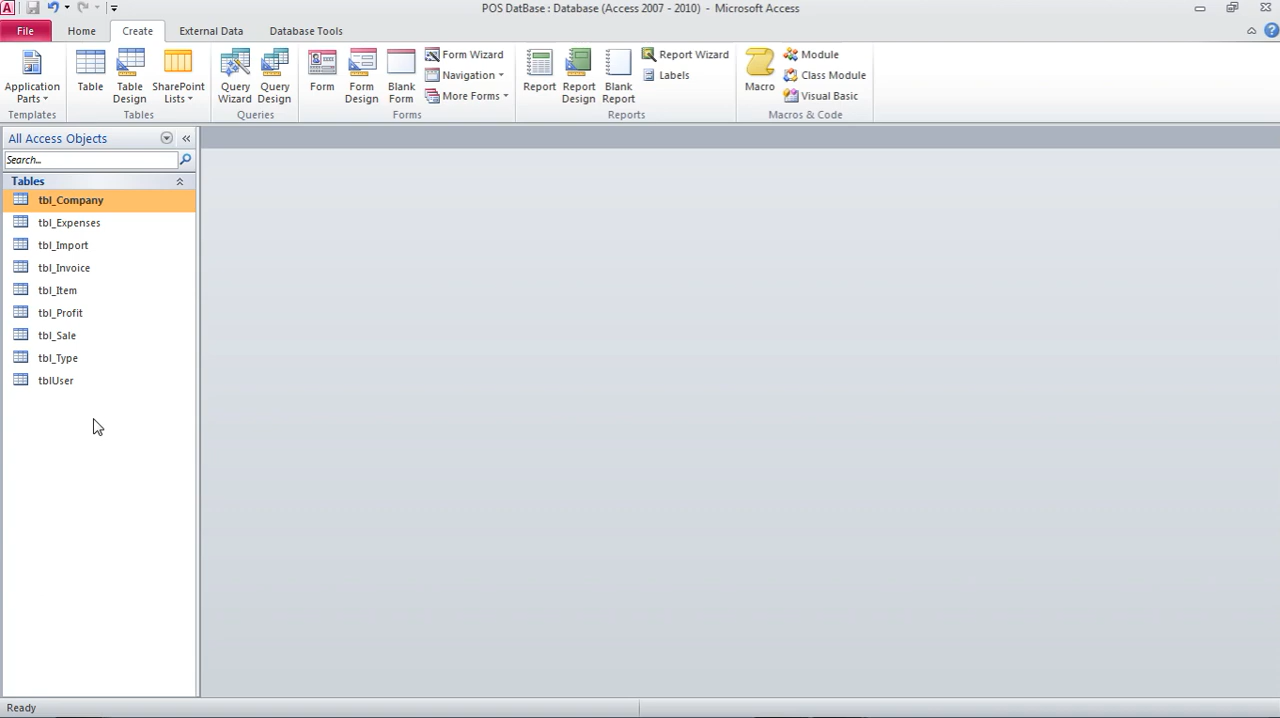 POS DatBase : Database (Access 2007 - 2010) - Microsoft Access
File Home Create External Data Database Tools
Application Parts
Templates
Table
Table Design
SharePoint Lists
Tables
Query Wizard
Query Design
Queries
Form
Form Design
Blank Form
Form Wizard
Navigation
More Forms
Forms
Report
Report Design
Blank Report
Report Wizard
Labels
Reports
Macro
Module
Class Module
Visual Basic
Macros & Code
All Access Objects
Search...
Tables
tbl_Company
tbl_Expenses
tbl_Import
tbl_Invoice
tbl_Item
tbl_Profit
tbl_Sale
tbl_Type
tblUser
Ready